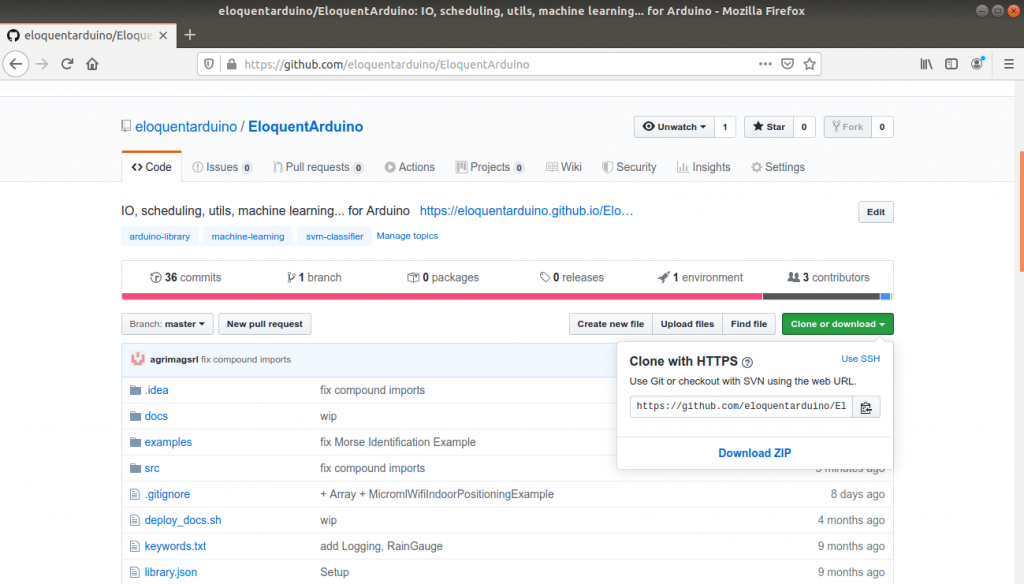 eloquentarduino/EloquentArduino: IO, scheduling, utils, machine learning... for Arduino - Mozilla Firefox
eloquentarduino/Eloque
https://github.com/eloquentarduino/EloquentArduino
eloquentarduino / EloquentArduino
Unwatch 1 Star 0 Fork 0
Code Issues 0 Pull requests 0 Actions Projects 0 Wiki Security Insights Settings
IO, scheduling, utils, machine learning... for Arduino https://eloquentarduino.github.io/Elo… Edit
arduino-library machine-learning svm-classifier Manage topics
36 commits 1 branch 0 packages 0 releases 1 environment 3 contributors
Branch: master New pull request Create new file Upload files Find file Clone or download
agrimagsrl fix compound imports
Clone with HTTPS Use SSH
Use Git or checkout with SVN using the web URL.
https://github.com/eloquentarduino/El
Download ZIP
.idea fix compound imports
docs wip
examples fix Morse Identification Example
src fix compound imports 3 minutes ago
.gitignore + Array + MicromlWifiIndoorPositioningExample 8 days ago
deploy_docs.sh wip 4 months ago
keywords.txt add Logging, RainGauge 9 months ago
library.json Setup 9 months ago